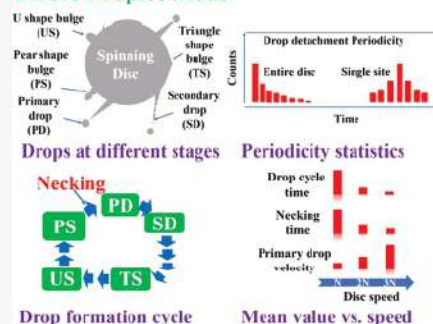 U shape bulge
(US)
Pear shape
bulge
(PS)
Primary
drop
(PD)
Spinning
Disc
Triangle
shape
bulge
(TS)
Secondary
drop
(SD)
Drops at different stages
Drop detachment Periodicity
Counts
Entire disc
Single site
Time
Periodicity statistics
Necking
PD
SD
TS
US
PS
Drop formation cycle
Drop cycle
time
Necking
time
Primary drop
velocity
N 2N 3N
Disc speed
Mean value vs. speed